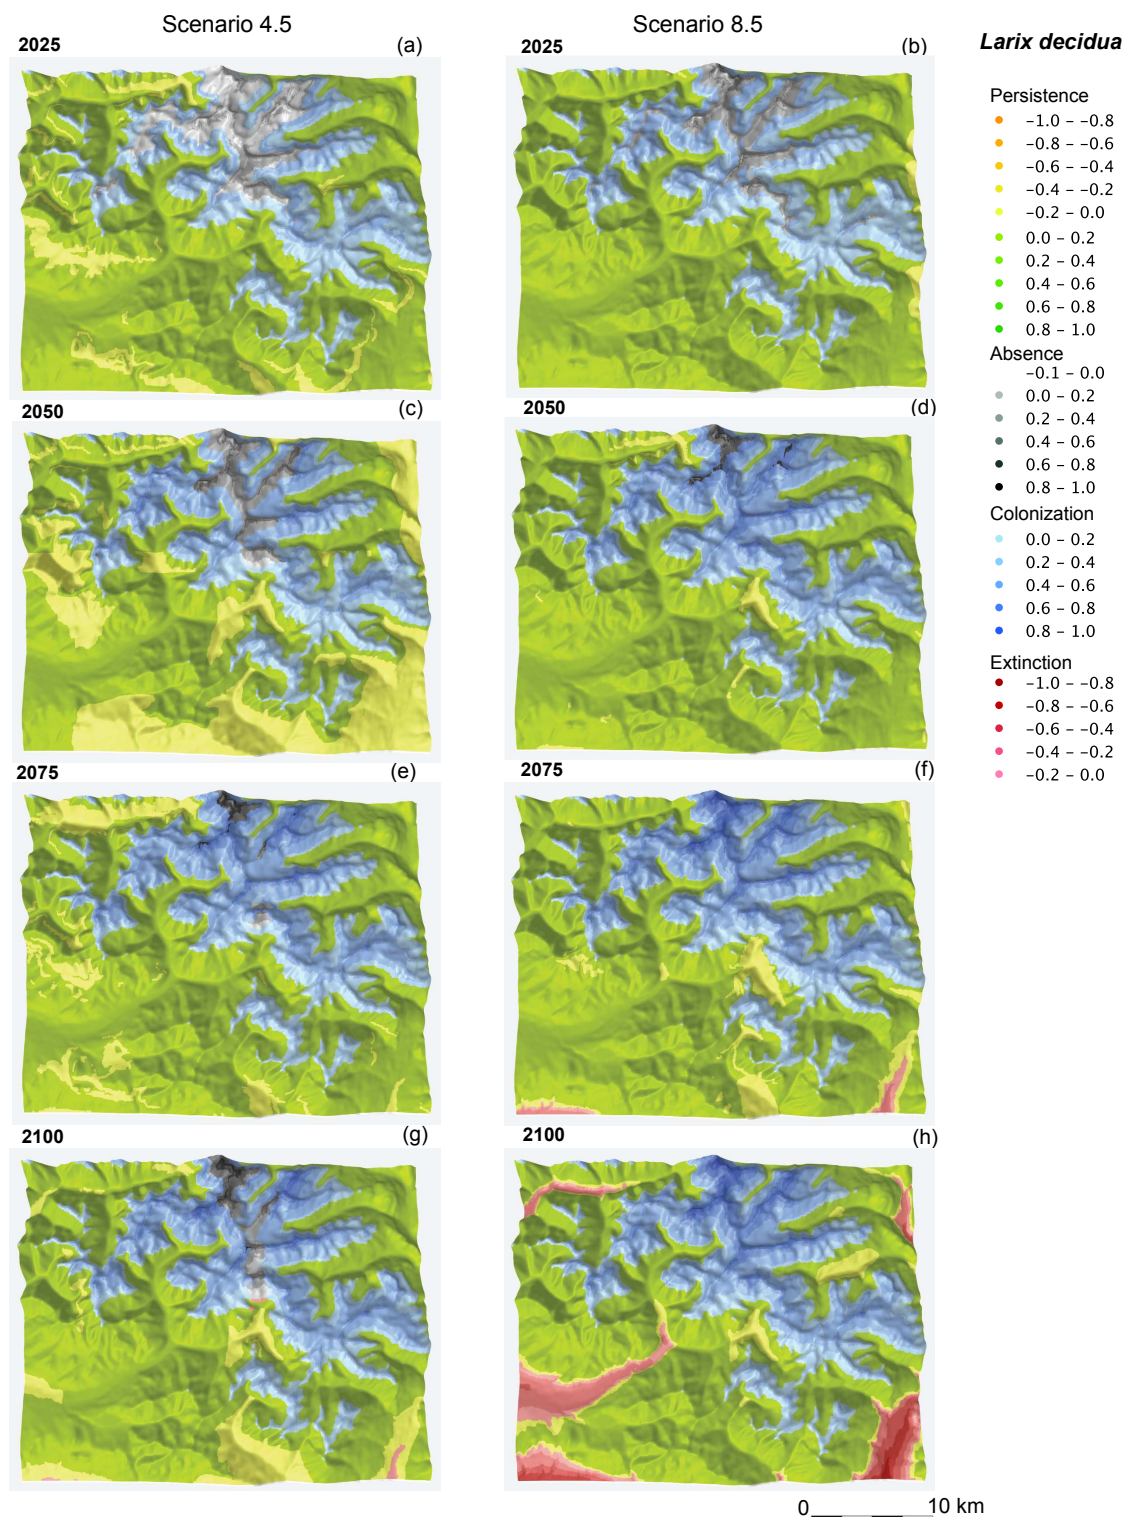 Scenario 4.5
Scenario 8.5
2025
(a)
2025
(b)
Larix decidua
Persistence
−1.0 – −0.8
−0.8 – −0.6
−0.6 – −0.4
−0.4 – −0.2
−0.2 – 0.0
0.0 – 0.2
0.2 – 0.4
0.4 – 0.6
0.6 – 0.8
0.8 – 1.0
Absence
−0.1 – 0.0
0.0 – 0.2
0.2 – 0.4
0.4 – 0.6
0.6 – 0.8
0.8 – 1.0
Colonization
0.0 – 0.2
0.2 – 0.4
0.4 – 0.6
0.6 – 0.8
0.8 – 1.0
Extinction
−1.0 – −0.8
−0.8 – −0.6
−0.6 – −0.4
−0.4 – −0.2
−0.2 – 0.0
2050
(c)
2050
(d)
2075
(e)
2075
(f)
2100
(g)
2100
(h)
0 10 km